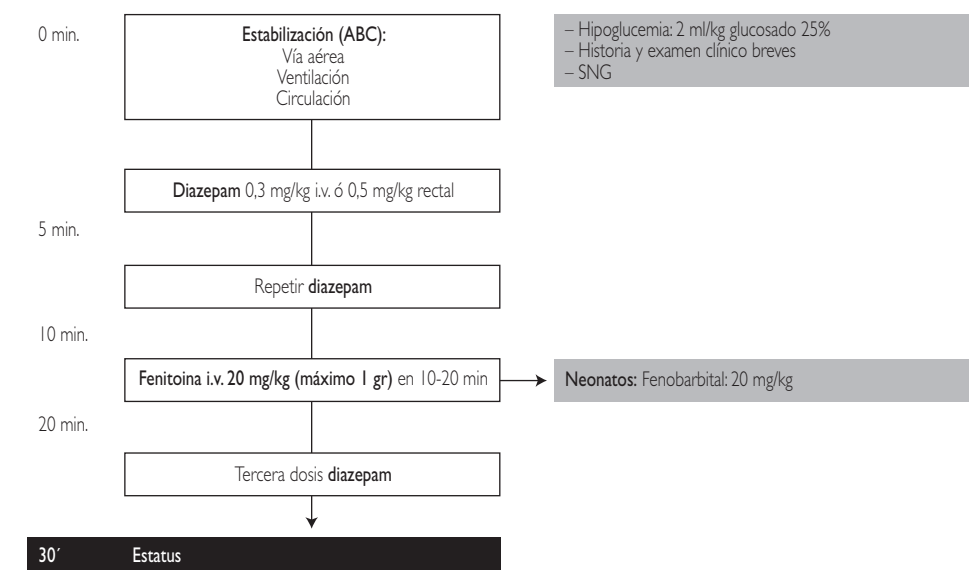 0 min.
Estabilización (ABC):
Vía aérea
Ventilación
Circulación
– Hipoglucemia: 2 ml/kg glucosado 25%
– Historia y examen clínico breves
– SNG
Diazepam 0,3 mg/kg i.v. ó 0,5 mg/kg rectal
5 min.
Repetir diazepam
10 min.
Fenitoina i.v. 20 mg/kg (máximo 1 gr) en 10-20 min
Neonatos: Fenobarbital: 20 mg/kg
20 min.
Tercera dosis diazepam
30´ Estatus